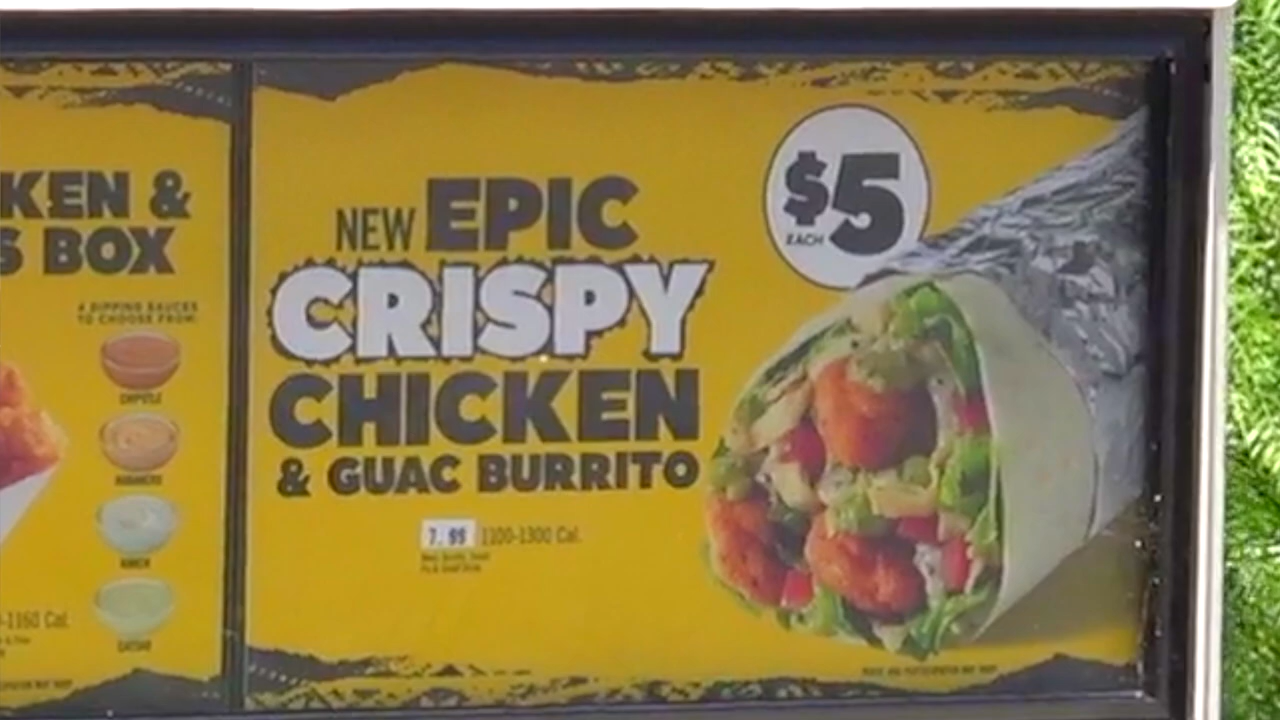 KEN &
S BOX
4 DIPPING SAUCES
TO CHOOSE FROM:
CHIPOTLE
HABANERO
RANCH
-1160 Cal.
NEW EPIC
CRISPY
CHICKEN
& GUAC BURRITO
7.99 1100-1300 Cal.
$5
EACH